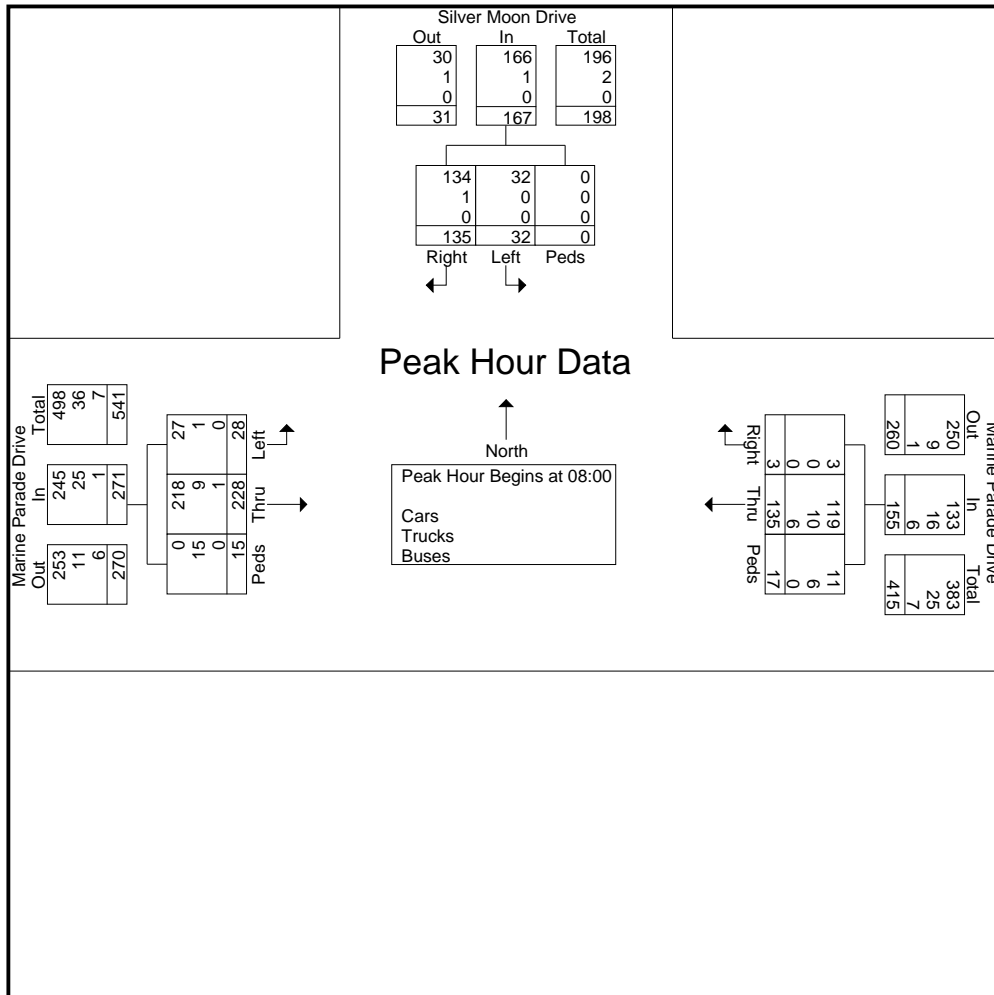 Silver Moon Drive
Out In Total
30 166 196
1 1 2
0 0 0
31 167 198
134 32 0
1 0 0
0 0 0
135 32 0
Right Left Peds
Peak Hour Data
North
Peak Hour Begins at 08:00
Cars
Trucks
Buses
Marine Parade Drive
Out In Total
253 245 498
11 25 36
6 1 7
270 271 541
Peds Thru Left
0 218 27
15 9 1
0 1 0
15 228 28
Marine Parade Drive
Out In Total
250 133 383
9 16 25
1 6 7
260 155 415
3 119 11
0 10 6
0 6 0
3 135 17
Right Thru Peds